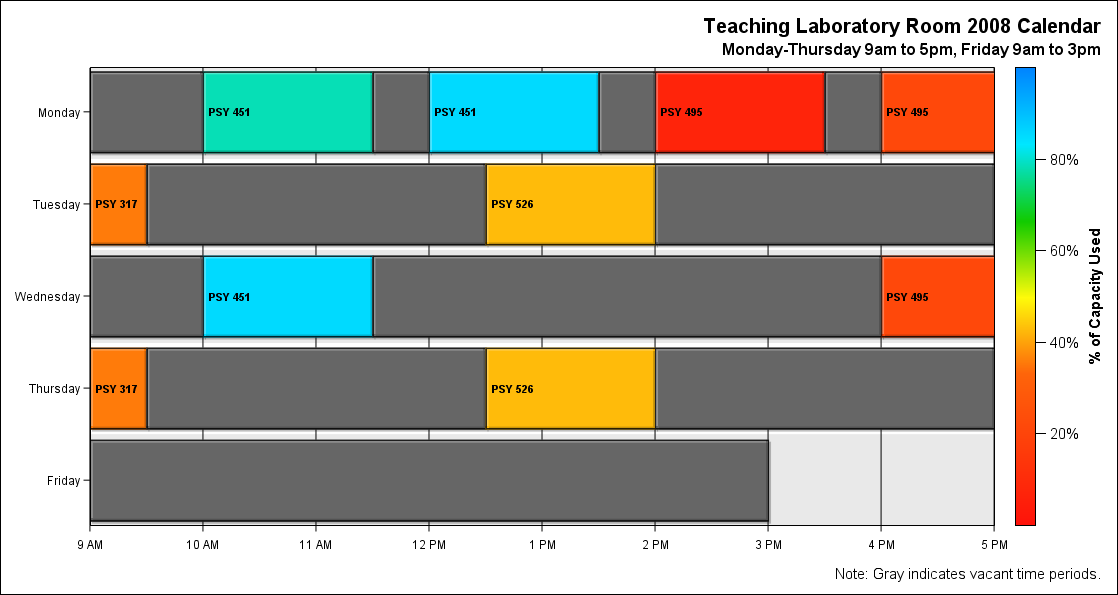 Teaching Laboratory Room 2008 Calendar
Monday-Thursday 9am to 5pm, Friday 9am to 3pm
Monday
PSY 451
PSY 451
PSY 495
PSY 495
Tuesday
PSY 317
PSY 526
Wednesday
PSY 451
PSY 495
Thursday
PSY 317
PSY 526
Friday
9 AM
10 AM
11 AM
12 PM
1 PM
2 PM
3 PM
4 PM
5 PM
80%
60%
40%
20%
% of Capacity Used
Note: Gray indicates vacant time periods.